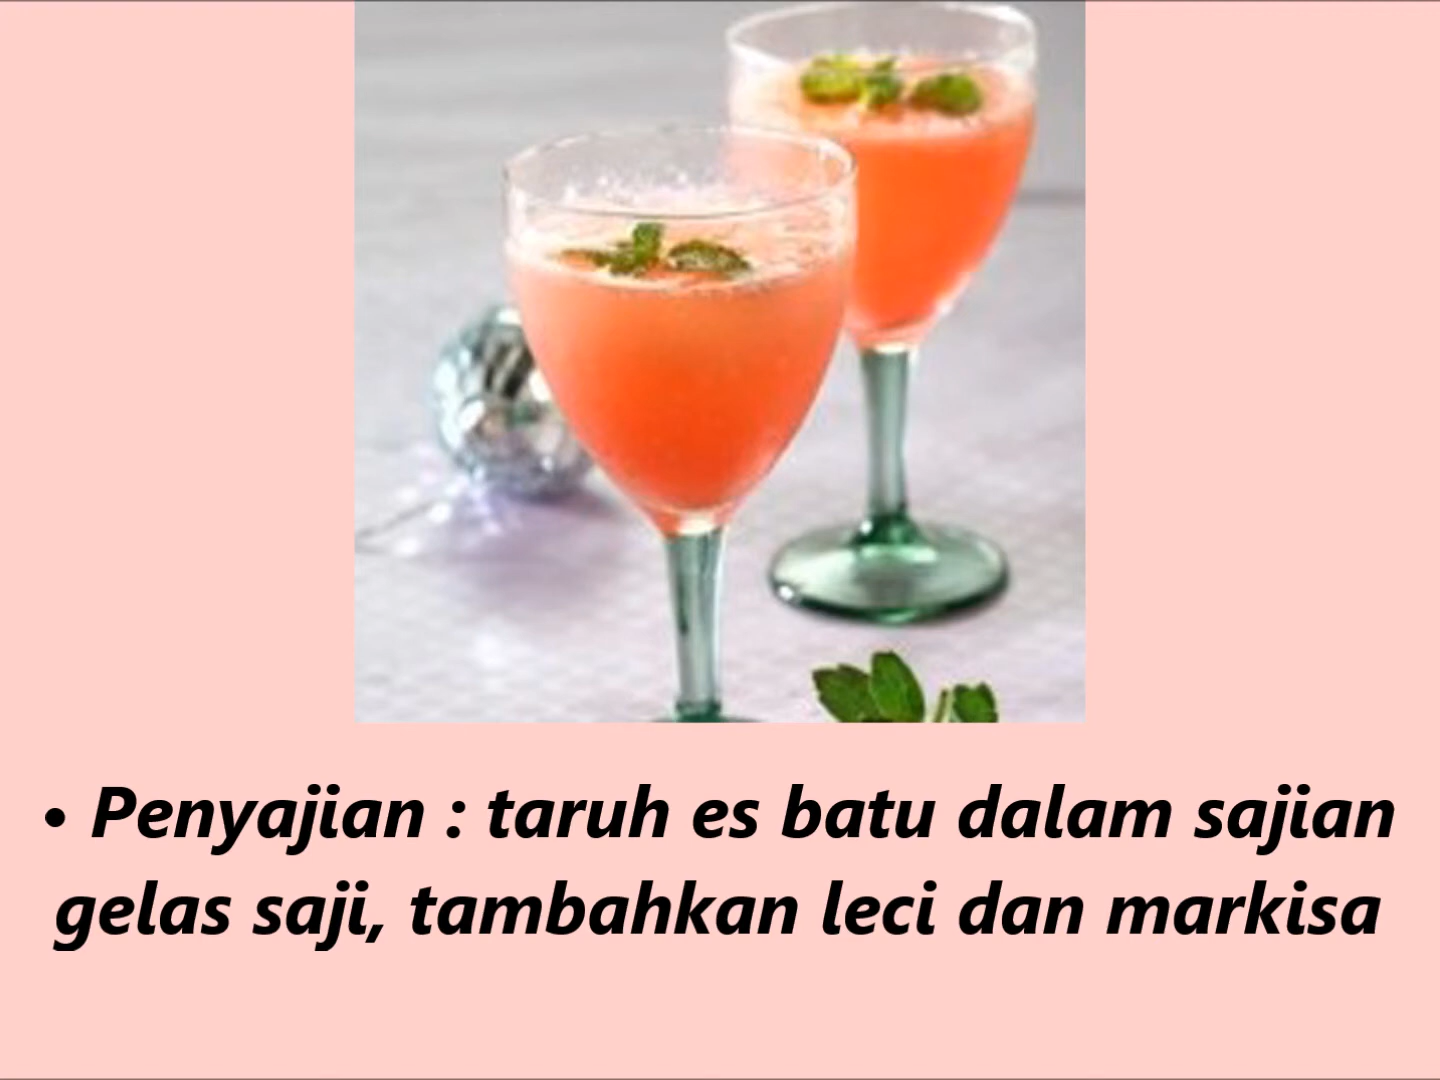 • Penyajian : taruh es batu dalam sajian
gelas saji, tambahkan leci dan markisa